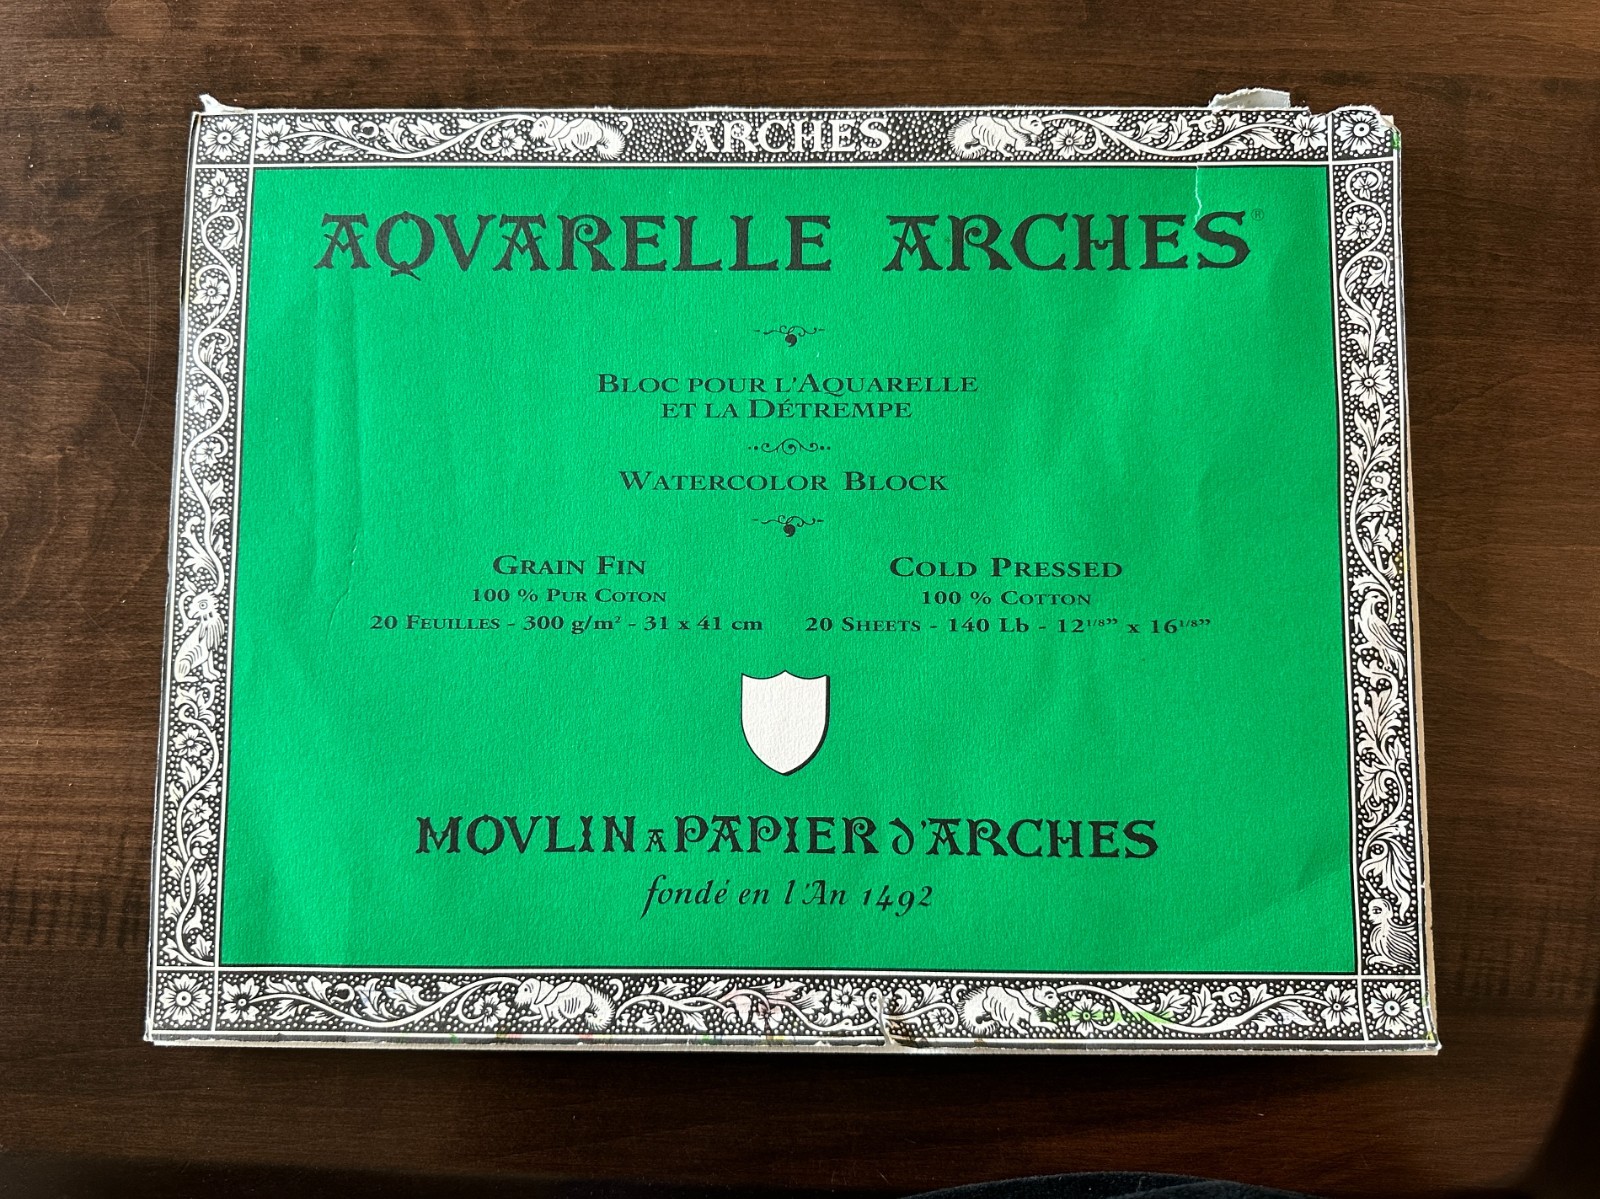 ARCHES
AQVARELLE ARCHES®
BLOC POUR L'AQUARELLE
ET LA DÉTREMPE
WATERCOLOR BLOCK
GRAIN FIN
100 % PUR COTON
20 FEUILLES - 300 g/m² - 31 x 41 cm
COLD PRESSED
100 % COTTON
20 SHEETS - 140 Lb - 12 1/8" x 16 1/8"
MOVLIN A PAPIER d'ARCHES
fondé en l'An 1492